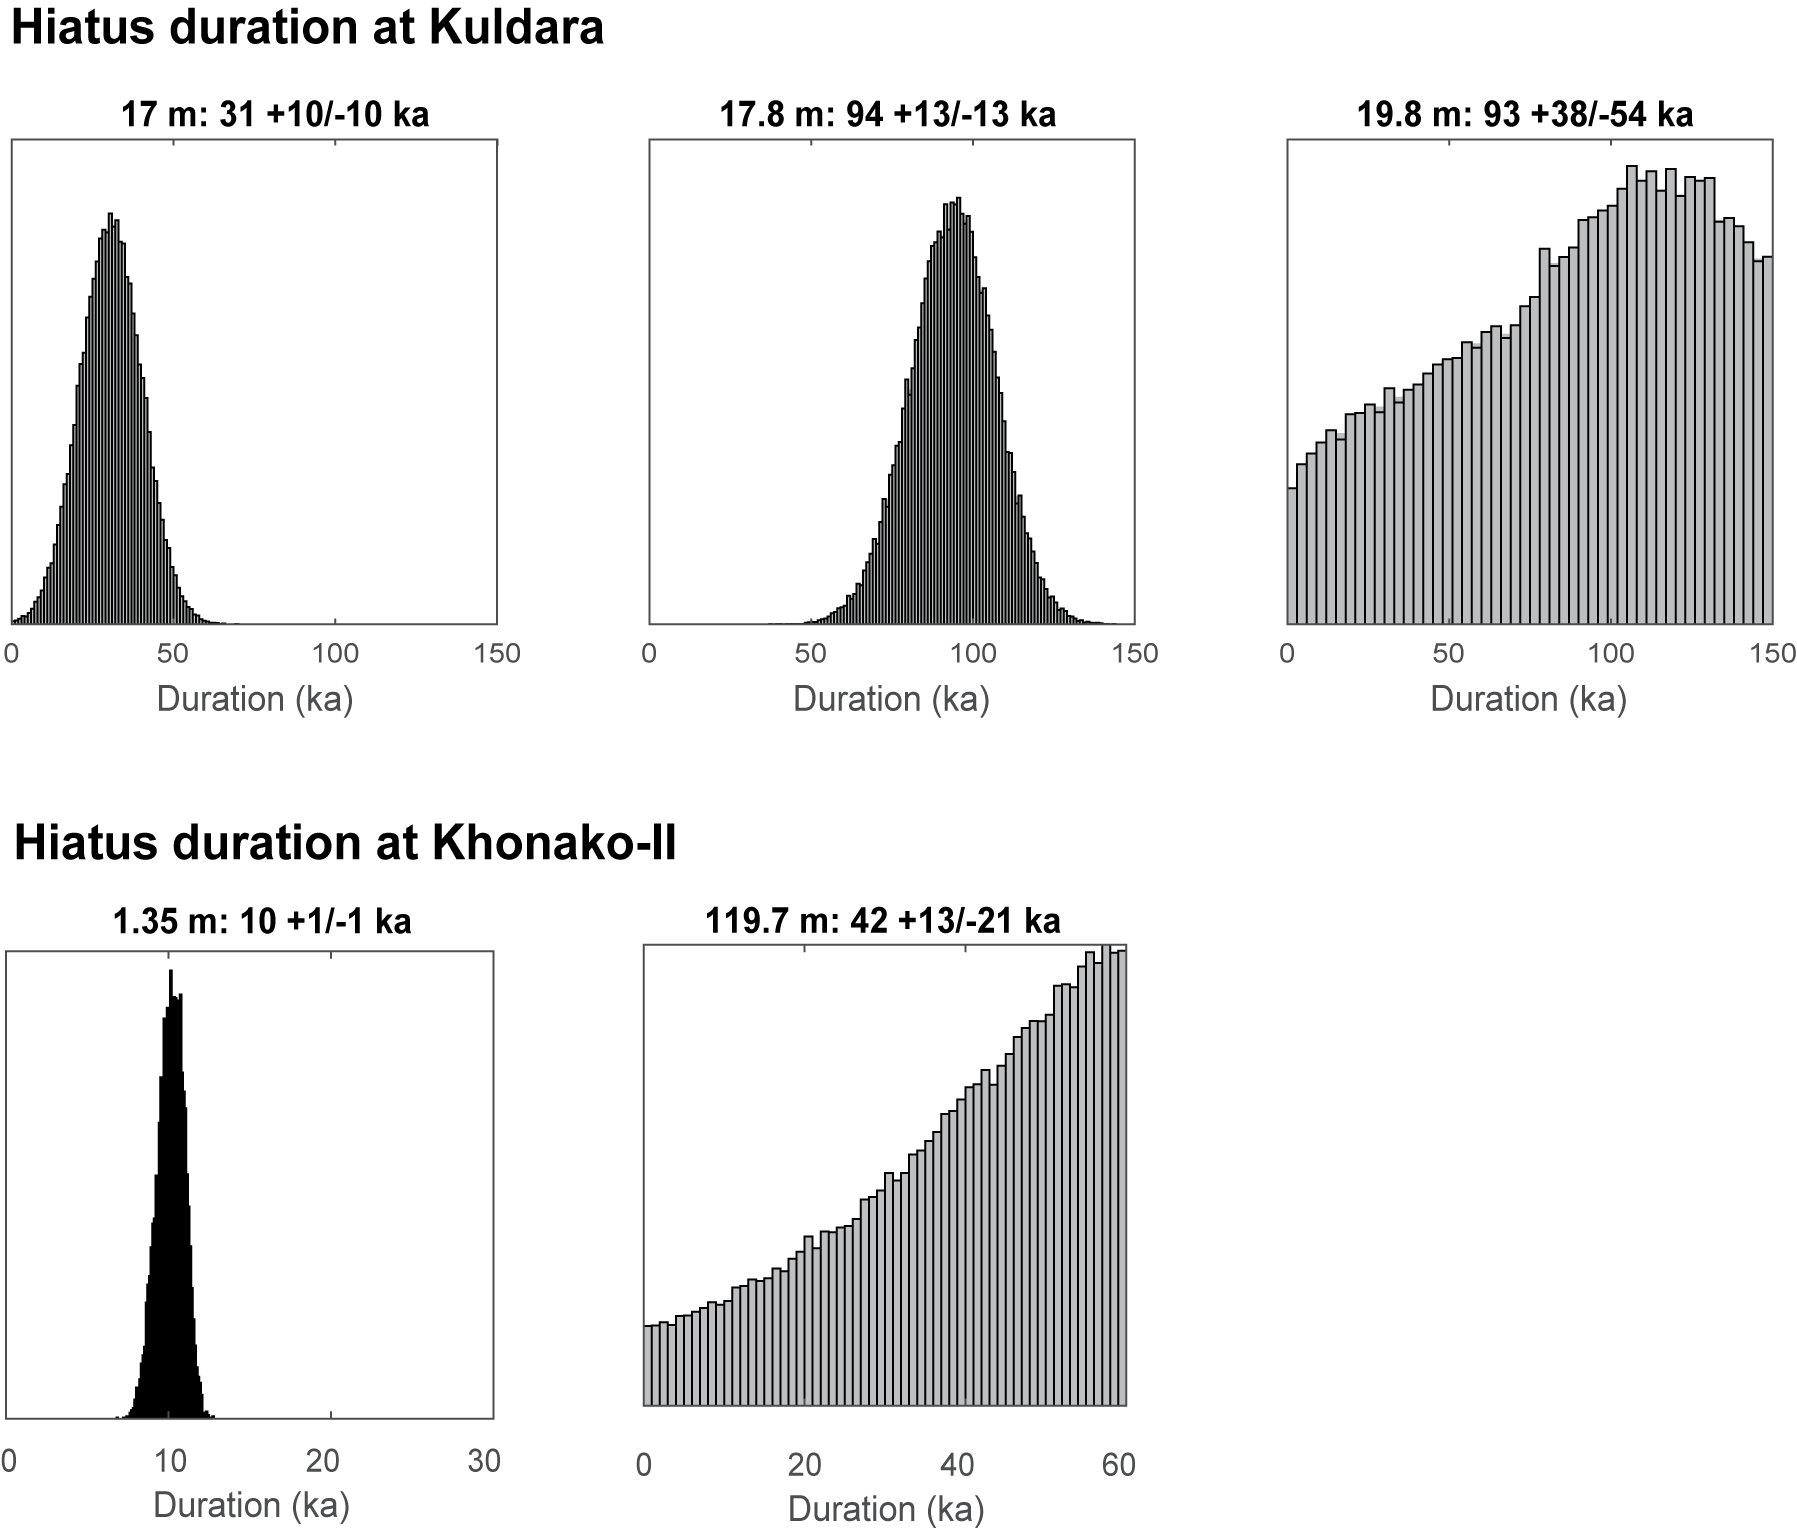 Hiatus duration at Kuldara
17 m: 31 +10/-10 ka
17.8 m: 94 +13/-13 ka
19.8 m: 93 +38/-54 ka
0 50 100 150
0 50 100 150
0 50 100 150
Duration (ka)
Duration (ka)
Duration (ka)
Hiatus duration at Khonako-II
1.35 m: 10 +1/-1 ka
119.7 m: 42 +13/-21 ka
0 10 20 30
0 20 40 60
Duration (ka)
Duration (ka)